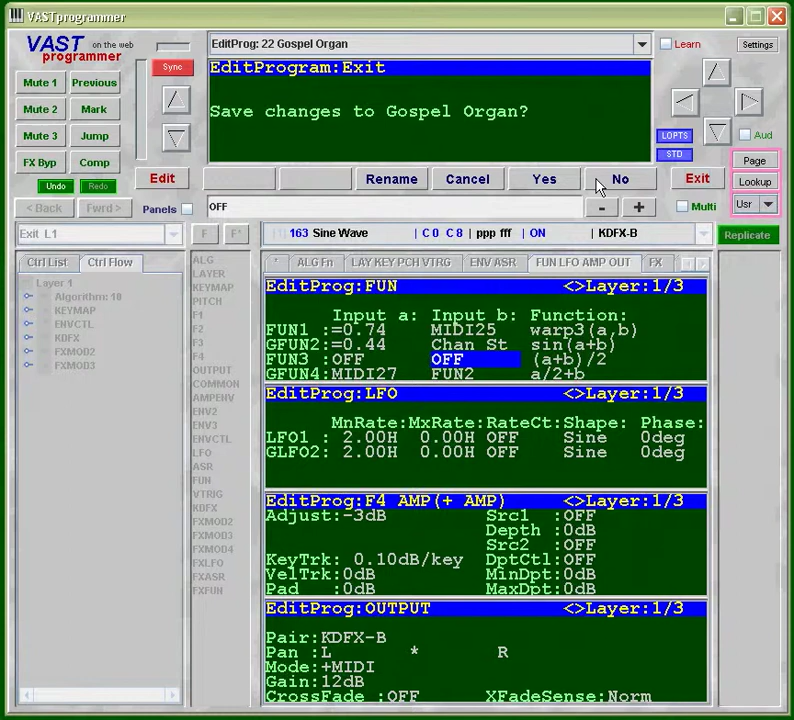 VASTprogrammer
VAST on the web
programmer
EditProg: 22 Gospel Organ
Learn
Settings
Sync
EditProgram:Exit
Save changes to Gospel Organ?
Mute 1 Previous
Mute 2 Mark
Mute 3 Jump
FX Byp Comp
LOPTS
STD
Aud
Page
Undo Redo
Edit
Rename Cancel Yes No
Exit
Lookup
< Back Fwrd > Panels
OFF
- +
Multi
Usr
Exit L1
F F*
163 Sine Wave | C 0 C 8 | ppp fff | ON | KDFX-B
Replicate
Ctrl List Ctrl Flow
* ALG Fn LAY KEY PCH VTRG ENV ASR FUN LFO AMP OUT FX
Layer 1
Algorithm: 10
KEYMAP
ENVCTL
KDFX
FXMOD2
FXMOD3
ALG
LAYER
KEYMAP
PITCH
F1
F2
F3
F4
OUTPUT
COMMON
AMPENV
ENV2
ENV3
ENVCTL
LFO
ASR
FUN
VTRIG
KDFX
FXMOD2
FXMOD3
FXMOD4
FXLFO
FXASR
FXFUN
EditProg:FUN <>Layer:1/3
Input a: Input b: Function:
FUN1 :=0.74 MIDI25 warp3(a,b)
GFUN2:=0.44 Chan St sin(a+b)
FUN3 :OFF OFF (a+b)/2
GFUN4:MIDI27 FUN2 a/2+b
EditProg:LFO <>Layer:1/3
MnRate:MxRate:RateCt:Shape: Phase:
LFO1 : 2.00H 0.00H OFF Sine 0deg
GLFO2: 2.00H 0.00H OFF Sine 0deg
EditProg:F4 AMP(+ AMP) <>Layer:1/3
Adjust:-3dB Src1 :OFF
Depth :0dB
Src2 :OFF
KeyTrk: 0.10dB/key DptCtl:OFF
VelTrk:0dB MinDpt:0dB
Pad :0dB MaxDpt:0dB
EditProg:OUTPUT <>Layer:1/3
Pair:KDFX-B
Pan :L * R
Mode:+MIDI
Gain:12dB
CrossFade :OFF XFadeSense:Norm